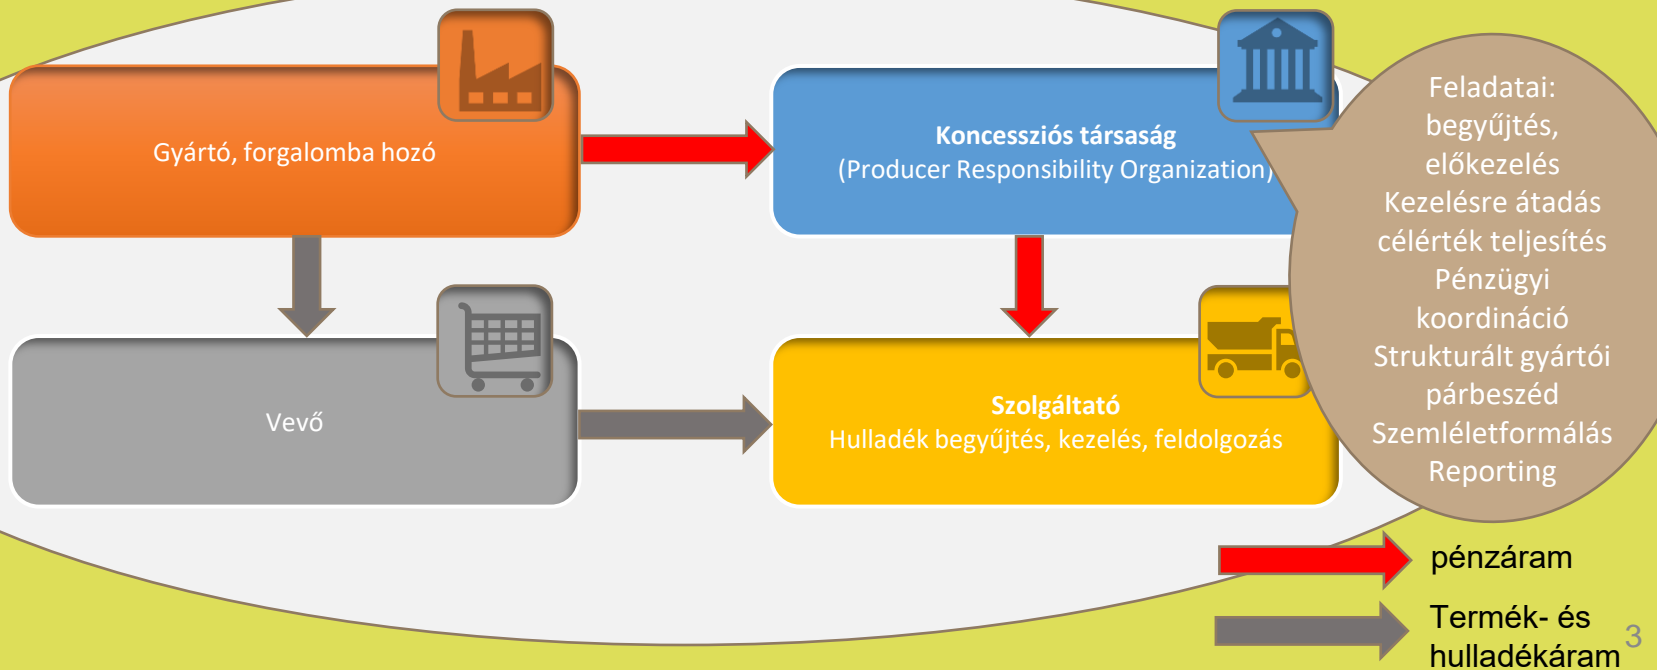 Gyártó, forgalomba hozó
Koncessziós társaság
(Producer Responsibility Organization)
Feladatai:
begyűjtés,
előkezelés
Kezelésre átadás
célérték teljesítés
Pénzügyi
koordináció
Strukturált gyártói
párbeszéd
Szemléletformálás
Reporting
Vevő
Szolgáltató
Hulladék begyűjtés, kezelés, feldolgozás
pénzáram
Termék- és
hulladékáram
3